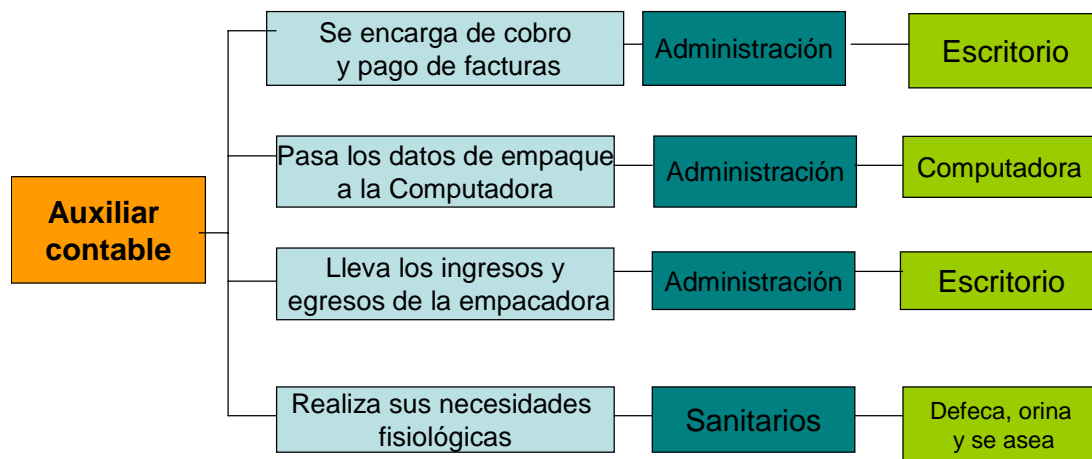 Se encarga de cobro
y pago de facturas
Administración
Escritorio
Pasa los datos de empaque
a la Computadora
Administración
Computadora
Auxiliar
contable
Lleva los ingresos y
egresos de la empacadora
Administración
Escritorio
Realiza sus necesidades
fisiológicas
Sanitarios
Defeca, orina
y se asea